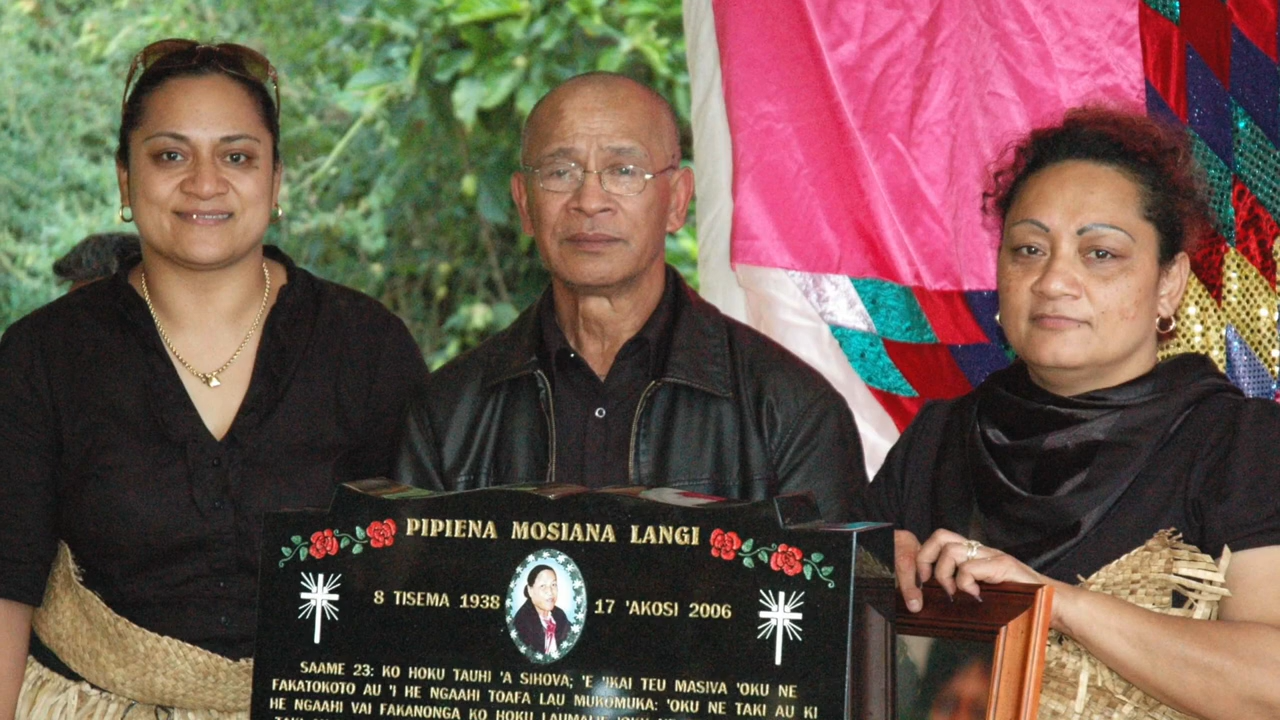 PIPIENA MOSIANA LANGI
8 TISEMA 1938
17 'AKOSI 2006
SAAME 23: KO HOKU TAUHI 'A SIHOVA; 'E 'IKAI TEU MASIVA 'OKU NE
FAKATOKOTO AU 'I HE NGAAHI TOAFA LAU MUKOMUKA: 'OKU NE TAKI AU KI
HE NGAAHI VAI FAKANONGA KO HOKU LAUMALIE 'OKU NE